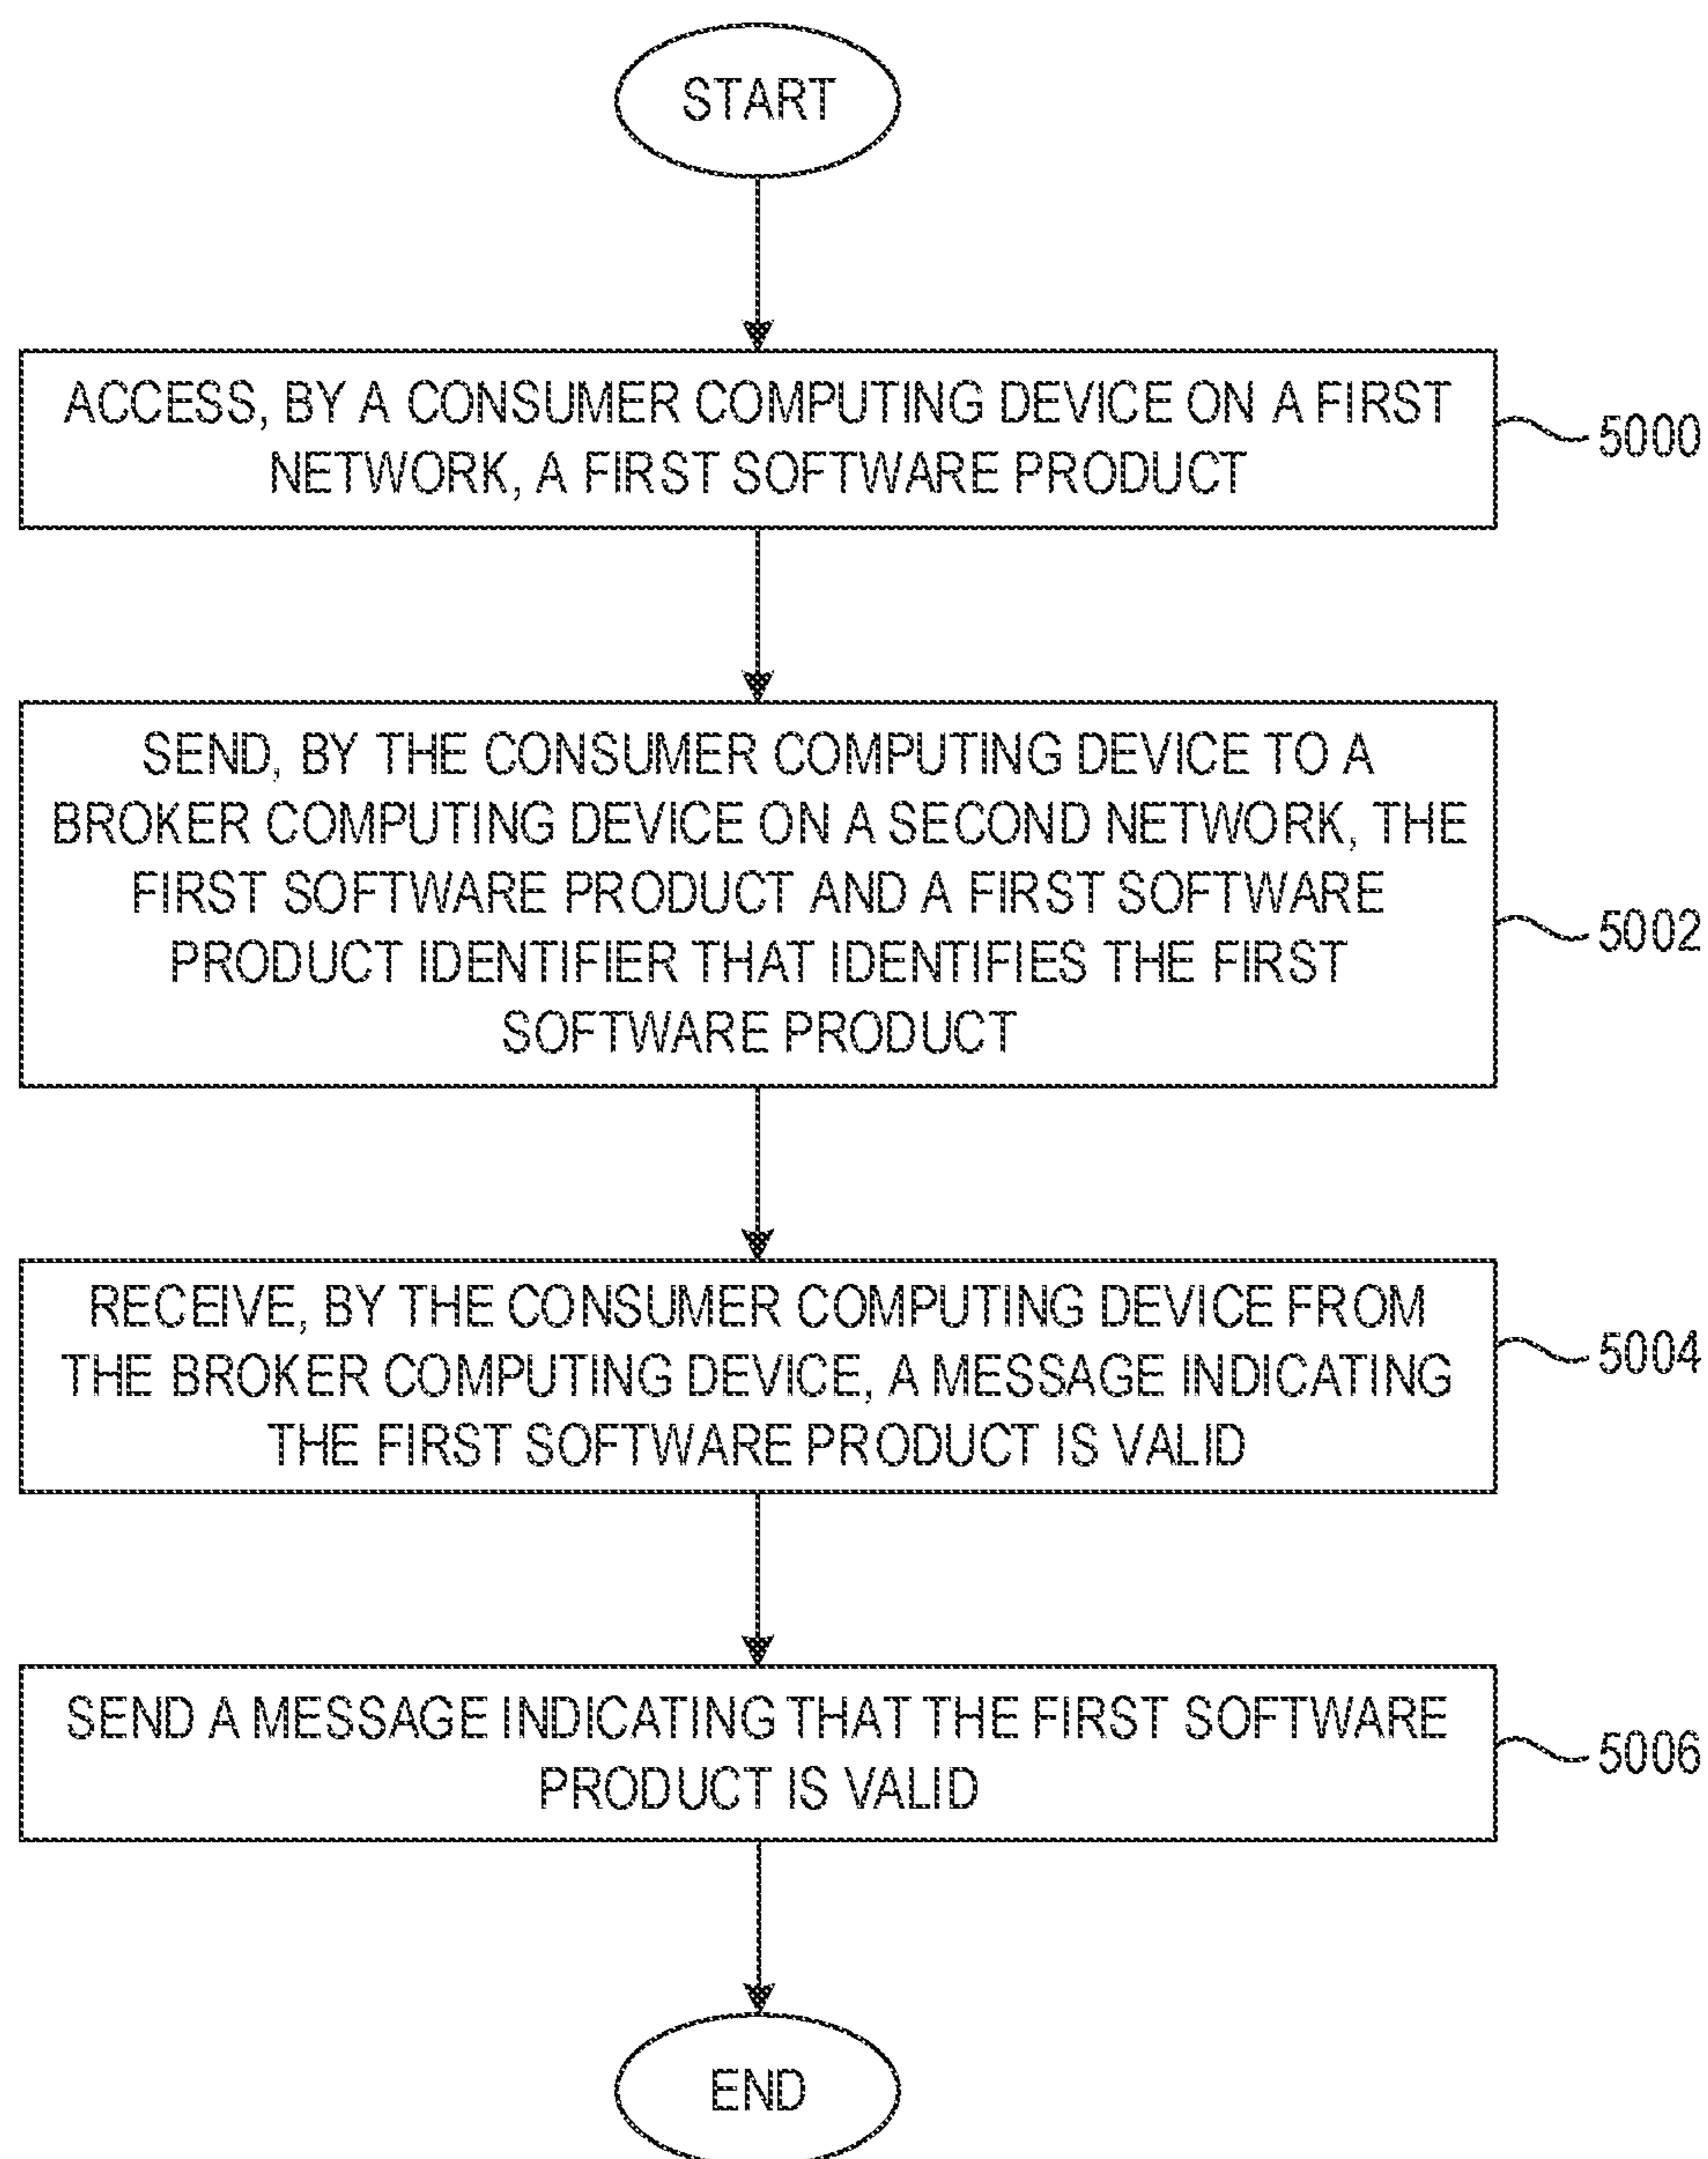 START
ACCESS, BY A CONSUMER COMPUTING DEVICE ON A FIRST
NETWORK, A FIRST SOFTWARE PRODUCT
5000
SEND, BY THE CONSUMER COMPUTING DEVICE TO A
BROKER COMPUTING DEVICE ON A SECOND NETWORK, THE
FIRST SOFTWARE PRODUCT AND A FIRST SOFTWARE
PRODUCT IDENTIFIER THAT IDENTIFIES THE FIRST
SOFTWARE PRODUCT
5002
RECEIVE, BY THE CONSUMER COMPUTING DEVICE FROM
THE BROKER COMPUTING DEVICE, A MESSAGE INDICATING
THE FIRST SOFTWARE PRODUCT IS VALID
5004
SEND A MESSAGE INDICATING THAT THE FIRST SOFTWARE
PRODUCT IS VALID
5006
END